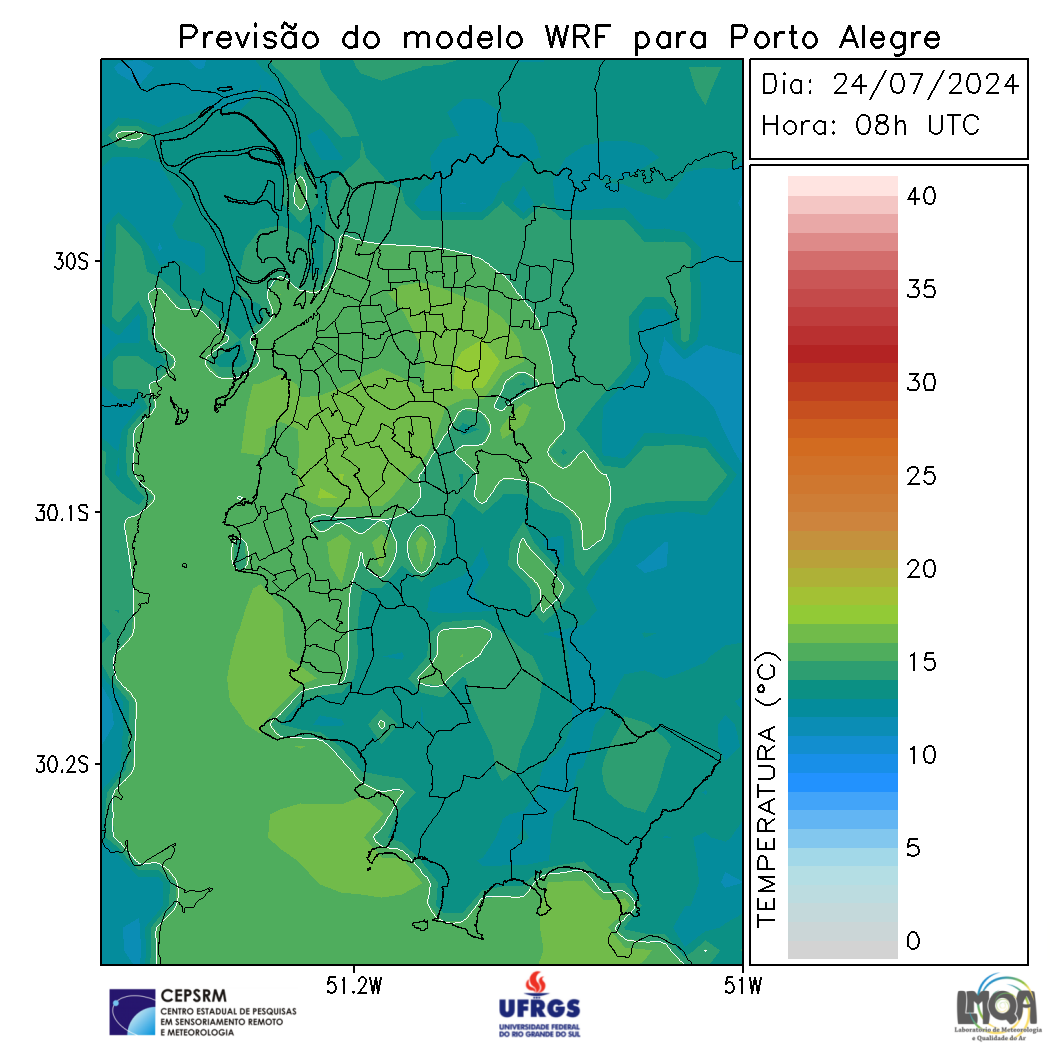 Previsão do modelo WRF para Porto Alegre
Dia: 24/07/2024
Hora: 08h UTC
40
35
30
25
20
15
10
5
0
TEMPERATURA (°C)
30S
30.1S
30.2S
51.2W
51W
CEPSRM
CENTRO ESTADUAL DE PESQUISAS
EM SENSORIAMENTO REMOTO
E METEOROLOGIA
UFRGS
UNIVERSIDADE FEDERAL
DO RIO GRANDE DO SUL
LMQA
Laboratório de Meteorologia
e Qualidade do Ar